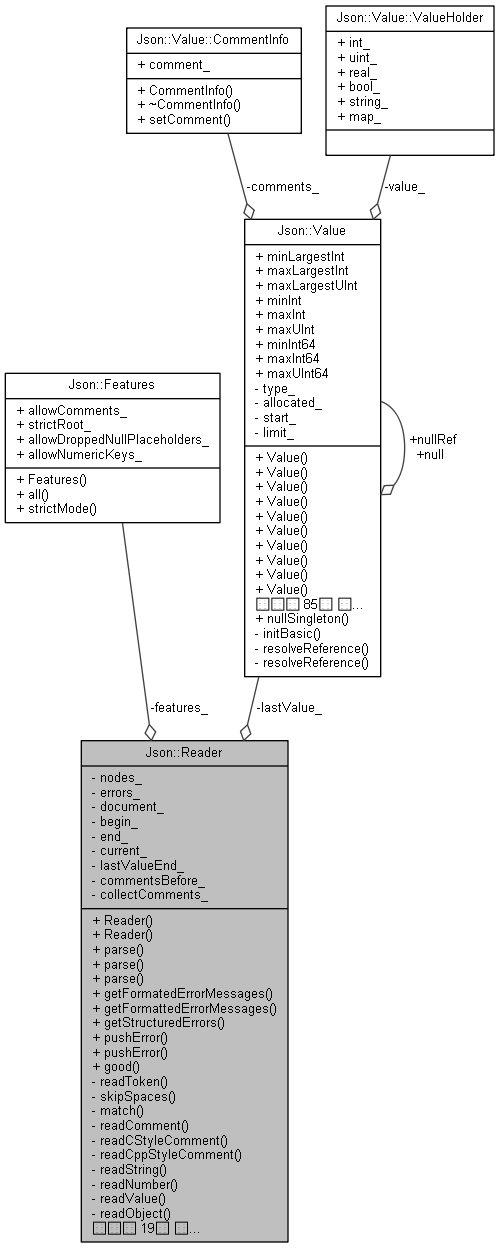 Json::Value::CommentInfo
+ comment_
+ CommentInfo()
+ ~CommentInfo()
+ setComment()
Json::Value::ValueHolder
+ int_
+ uint_
+ real_
+ bool_
+ string_
+ map_
-comments_
-value_
Json::Value
+ minLargestInt
+ maxLargestInt
+ maxLargestUInt
+ minInt
+ maxInt
+ maxUInt
+ minInt64
+ maxInt64
+ maxUInt64
- type_
- allocated_
- start_
- limit_
+ Value()
+ Value()
+ Value()
+ Value()
+ Value()
+ Value()
+ Value()
+ Value()
+ Value()
+ Value()
85
...
+ nullSingleton()
- initBasic()
- resolveReference()
- resolveReference()
+nullRef
+null
Json::Features
+ allowComments_
+ strictRoot_
+ allowDroppedNullPlaceholders_
+ allowNumericKeys_
+ Features()
+ all()
+ strictMode()
-features_
-lastValue_
Json::Reader
- nodes_
- errors_
- document_
- begin_
- end_
- current_
- lastValueEnd_
- commentsBefore_
- collectComments_
+ Reader()
+ Reader()
+ parse()
+ parse()
+ parse()
+ getFormatedErrorMessages()
+ getFormattedErrorMessages()
+ getStructuredErrors()
+ pushError()
+ pushError()
+ good()
- readToken()
- skipSpaces()
- match()
- readComment()
- readCStyleComment()
- readCppStyleComment()
- readString()
- readNumber()
- readValue()
- readObject()
19
...